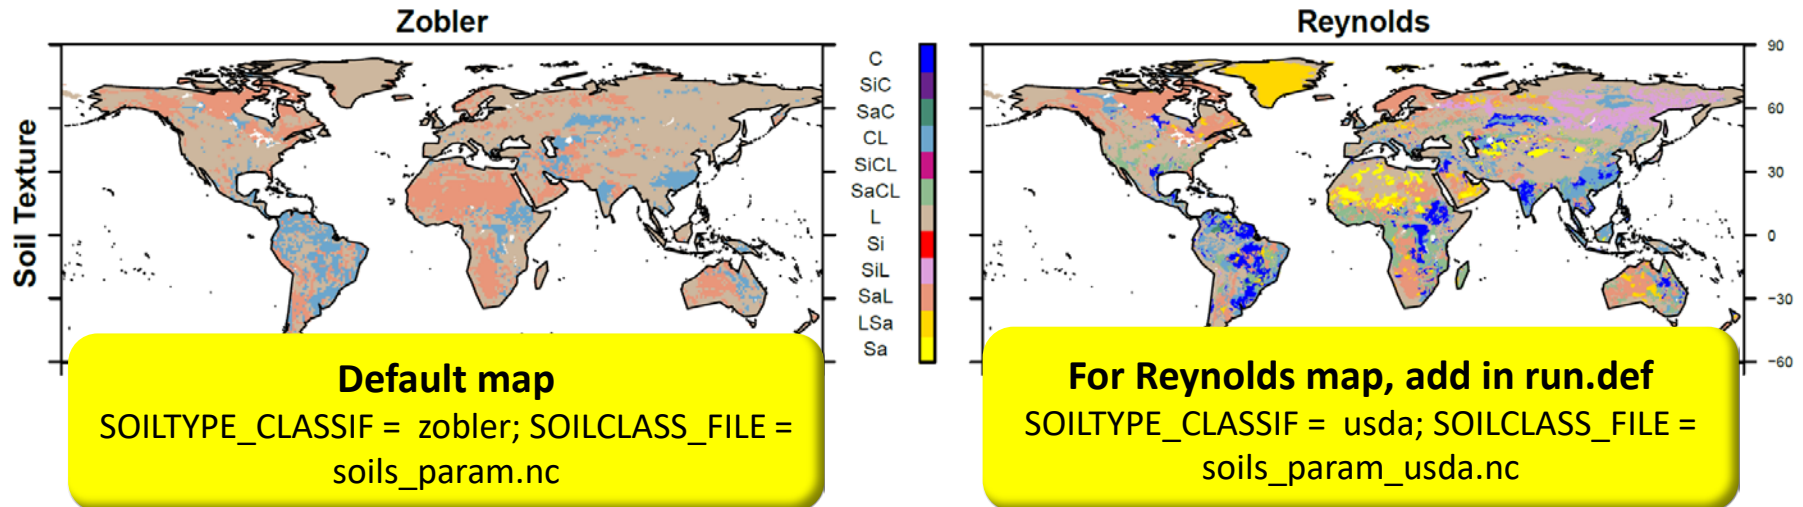 Zobler
Reynolds
Soil Texture
C
SiC
SaC
CL
SiCL
SaCL
L
Si
SiL
SaL
LSa
Sa
90
60
30
0
−30
−60
Default map
SOILTYPE_CLASSIF = zobler; SOILCLASS_FILE =
soils_param.nc
For Reynolds map, add in run.def
SOILTYPE_CLASSIF = usda; SOILCLASS_FILE =
soils_param_usda.nc